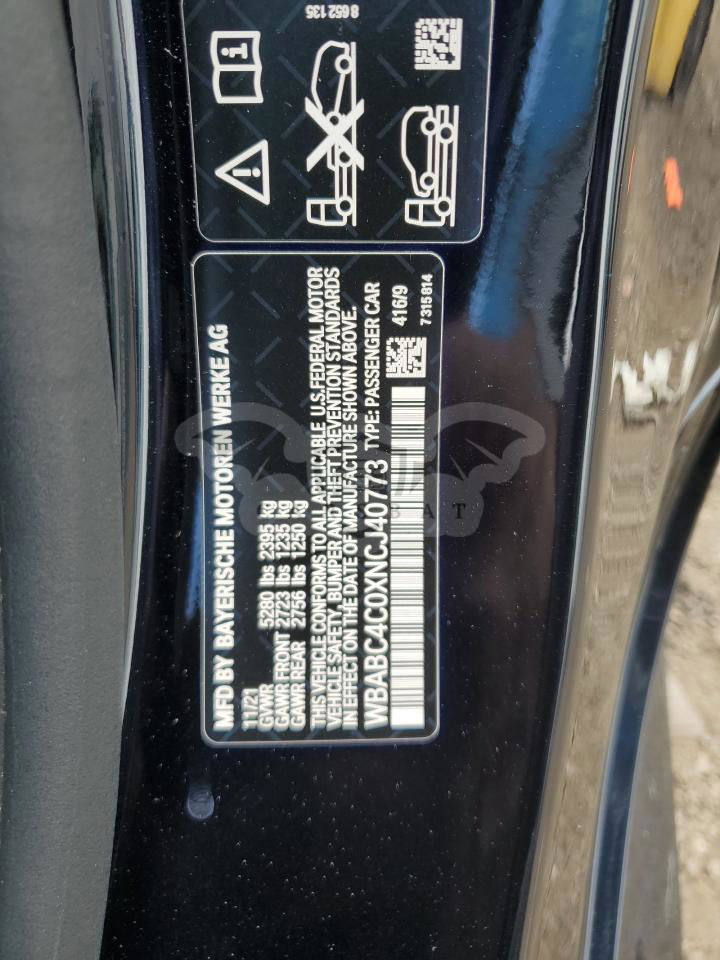 8 652 135
MFD BY BAYERISCHE MOTOREN WERKE AG
11/21
GVWR 5280 lbs 2395 kg
GAWR FRONT 2723 lbs 1235 kg
GAWR REAR 2756 lbs 1250 kg
THIS VEHICLE CONFORMS TO ALL APPLICABLE U.S. FEDERAL MOTOR
VEHICLE SAFETY, BUMPER AND THEFT PREVENTION STANDARDS
IN EFFECT ON THE DATE OF MANUFACTURE SHOWN ABOVE.
WBABC4C0XNCJ40773 TYPE: PASSENGER CAR
416/9
7 315 814